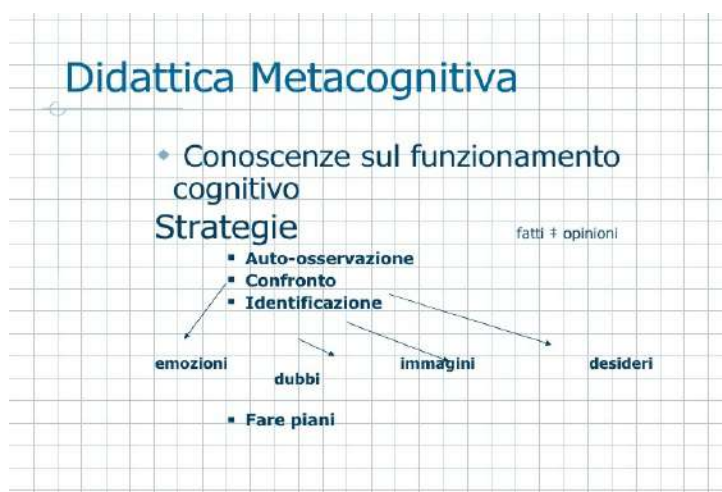 Didattica Metacognitiva
Conoscenze sul funzionamento
cognitivo
Strategie
fatti ‡ opinioni
Auto-osservazione
Confronto
Identificazione
emozioni
dubbi
immagini
desideri
Fare piani